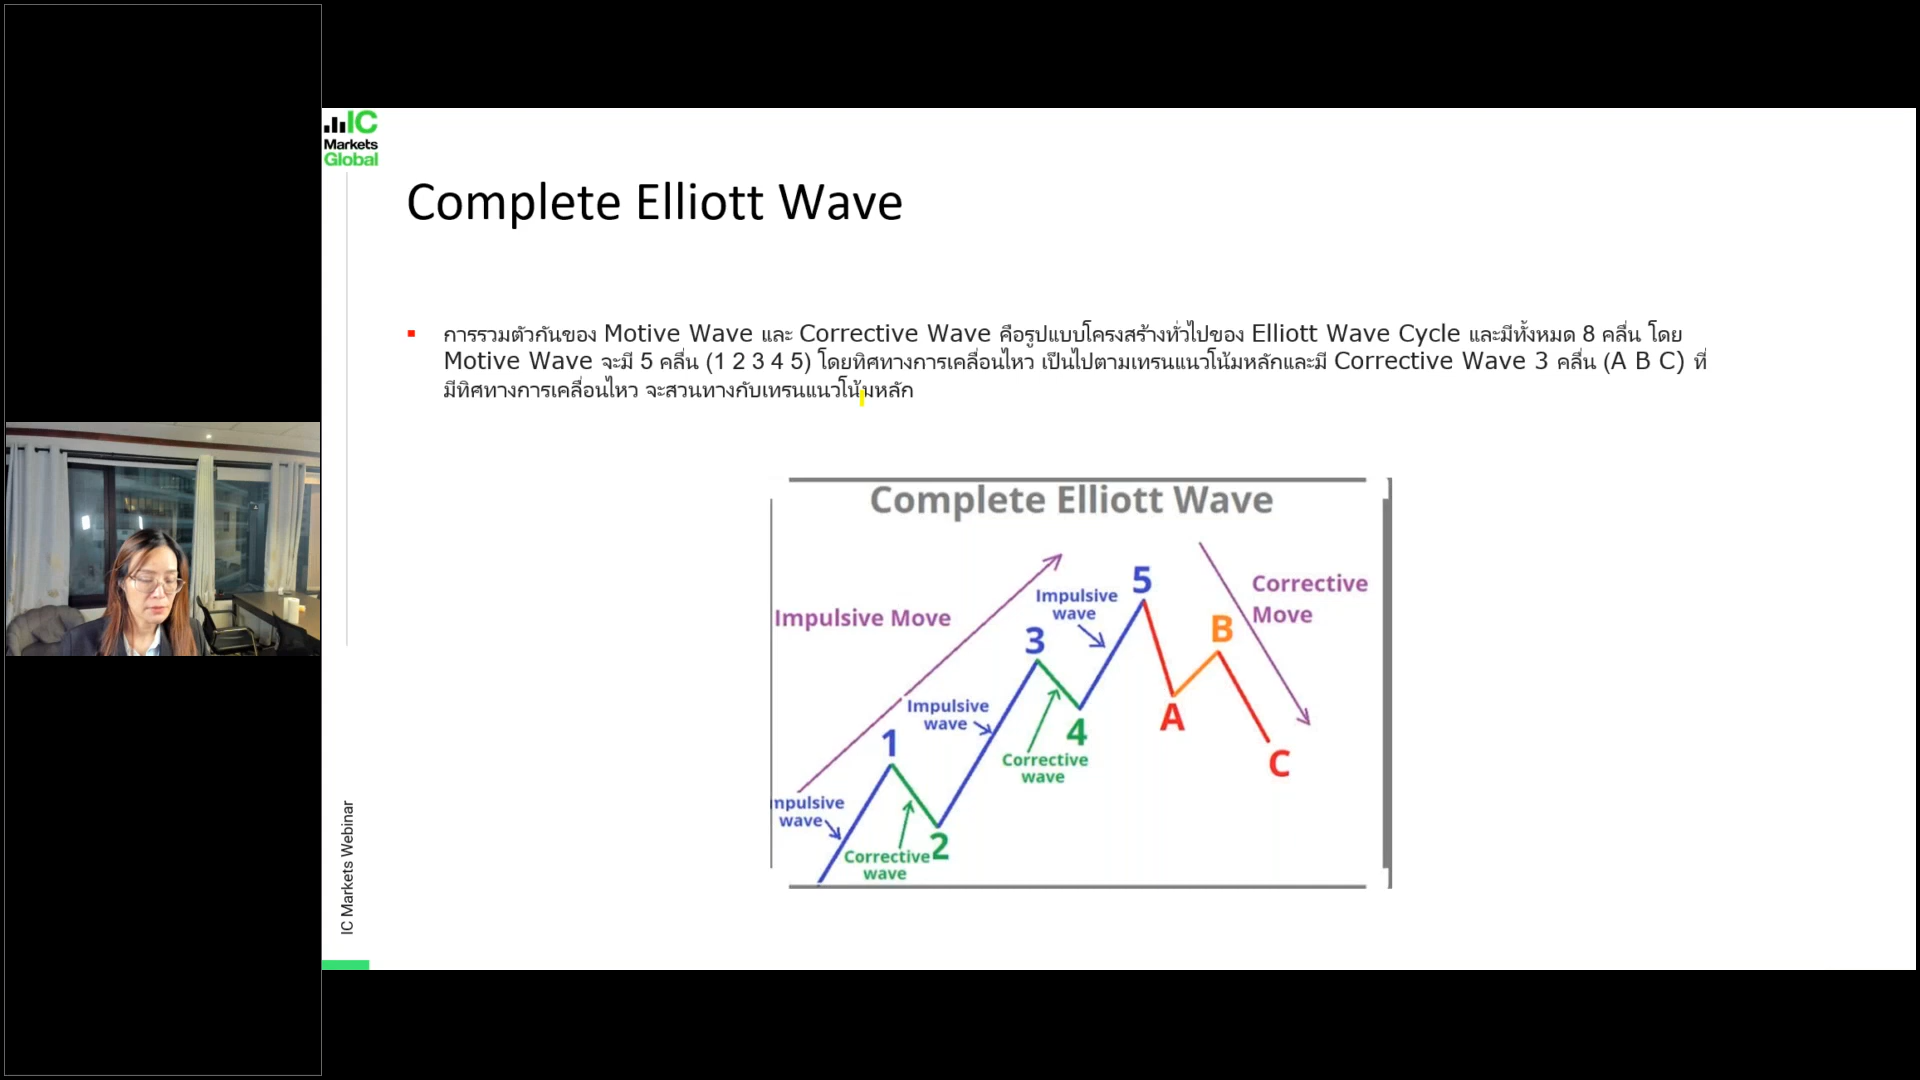 IC
Markets
Global
Complete Elliott Wave
การรวมตัวกันของ Motive Wave และ Corrective Wave คือรูปแบบโครงสร้างทั่วไปของ Elliott Wave Cycle และมีทั้งหมด 8 คลื่น โดย
Motive Wave จะมี 5 คลื่น (1 2 3 4 5) โดยทิศทางการเคลื่อนไหว เป็นไปตามเทรนแนวโน้มหลักและมี Corrective Wave 3 คลื่น (A B C) ที่
มีทิศทางการเคลื่อนไหว จะสวนทางกับเทรนแนวโน้มหลัก
Complete Elliott Wave
Impulsive Move
Corrective
Move
5
Impulsive
wave
B
3
Impulsive
wave
A
4
1
Corrective
wave
C
mpulsive
wave
2
Corrective
wave
IC Markets Webinar